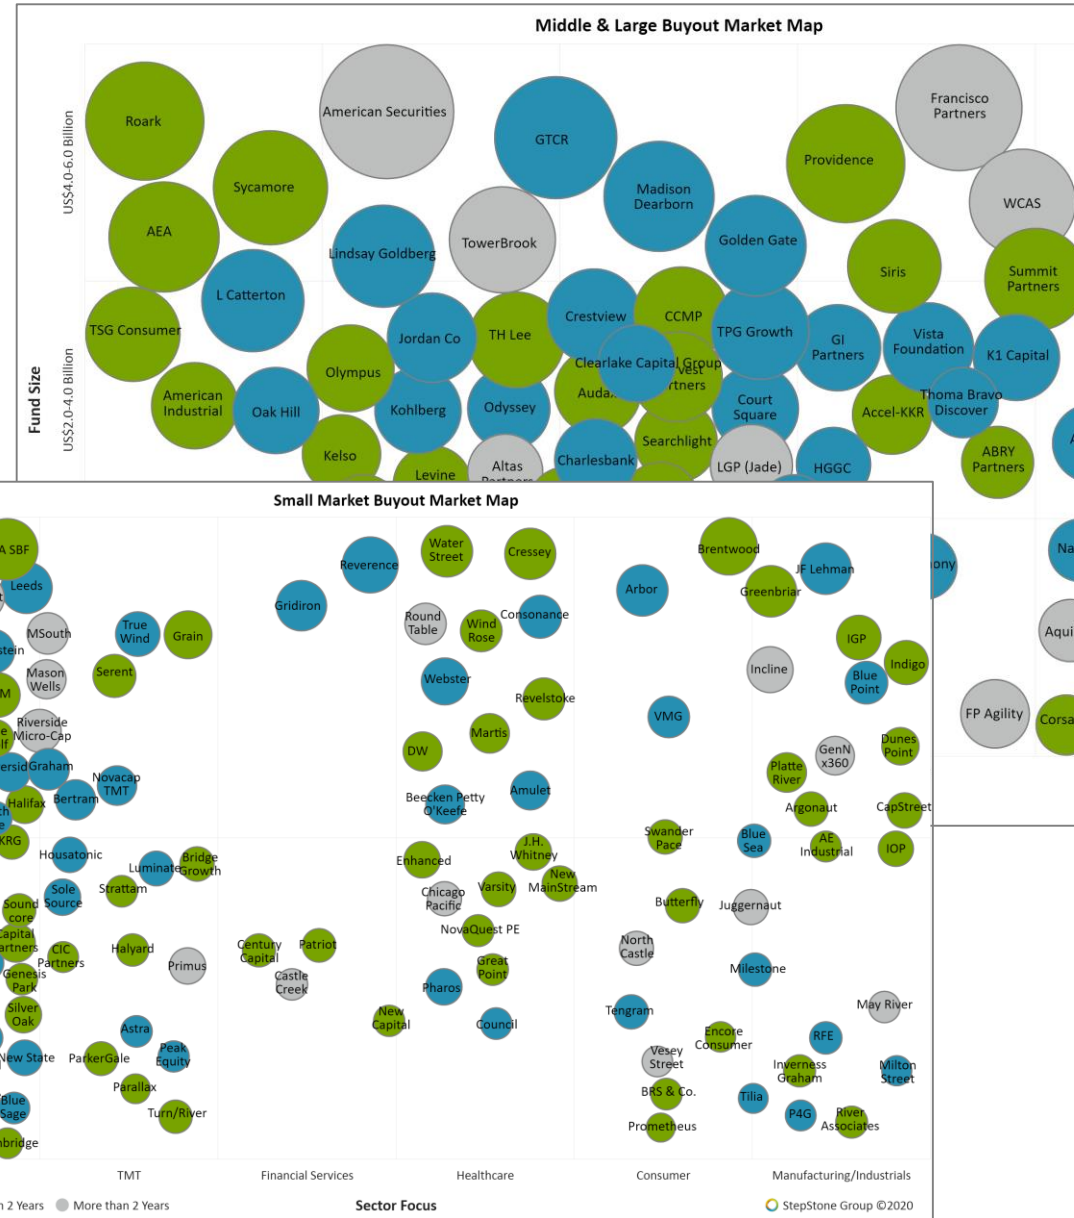 Middle & Large Buyout Market Map
Fund Size
US$4.0-6.0 Billion
US$2.0-4.0 Billion
Roark
American Securities
GTCR
Francisco
Partners
Providence
Sycamore
Madison
Dearborn
WCAS
AEA
TowerBrook
Golden Gate
Lindsay Goldberg
Siris
Summit
Partners
L Catterton
TSG Consumer
Jordan Co
TH Lee
Crestview
CCMP
TPG Growth
GI
Partners
Vista
Foundation
K1 Capital
Clearlake Capital Group
Olympus
American
Industrial
Oak Hill
Kohlberg
Odyssey
Court
Square
Accel-KKR
Thoma Bravo
Discover
Kelso
Searchlight
Levine
Altas
Charlesbank
LGP (Jade)
HGGC
ABRY
Partners
FP Agility
Small Market Buyout Market Map
A SBF
Leeds
Reverence
Water
Street
Cressey
Brentwood
JF Lehman
Arbor
Greenbriar
Gridiron
MSouth
True
Wind
Grain
Round
Table
Wind
Rose
Consonance
IGP
Indigo
Mason
Wells
Serent
Webster
Incline
Blue
Point
Revelstoke
VMG
Riverside
Micro-Cap
Martis
DW
GenN
x360
Dunes
Point
Graham
Platte
River
Novacap
TMT
Bertram
Halifax
Beecken Petty
O'Keefe
Amulet
Argonaut
CapStreet
KRG
Swander
Pace
Blue
Sea
AE
Industrial
IOP
Housatonic
Luminate
Bridge
Growth
Enhanced
J.H.
Whitney
Sole
Source
Strattam
Chicago
Pacific
Varsity
New
MainStream
Sound
core
Butterfly
Juggernaut
NovaQuest PE
CIC
Partners
Halyard
Century
Capital
Patriot
North
Castle
Genesis
Park
Primus
Castle
Creek
Great
Point
Milestone
Pharos
Silver
Oak
New
Capital
Council
Tengram
May River
Astra
Encore
Consumer
RFE
New State
ParkerGale
Peak
Equity
Vesey
Street
Inverness
Graham
Milton
Street
Parallax
BRS & Co.
Tilia
Blue
Sage
Turn/River
Prometheus
P4G
River
Associates
TMT
Financial Services
Healthcare
Consumer
Manufacturing/Industrials
2 Years
More than 2 Years
Sector Focus
StepStone Group ©2020